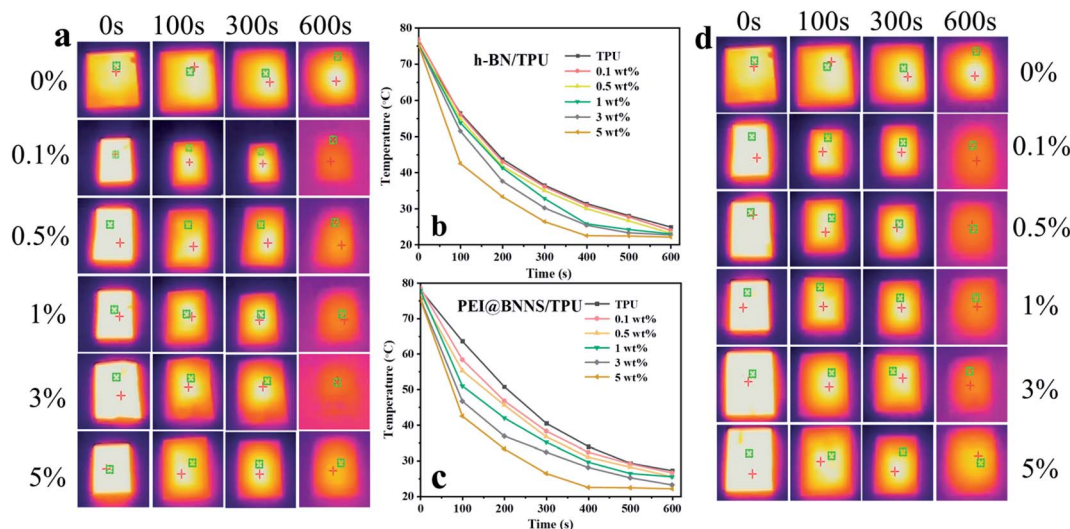 a
0s 100s 300s 600s
0%
0.1%
0.5%
1%
3%
5%
80
70
60
50
40
30
20
Temperature (°C)
h-BN/TPU
TPU
0.1 wt%
0.5 wt%
1 wt%
3 wt%
5 wt%
b
0 100 200 300 400 500 600
Time (s)
80
70
60
50
40
30
20
Temperature (°C)
PEI@BNNS/TPU
TPU
0.1 wt%
0.5 wt%
1 wt%
3 wt%
5 wt%
c
0 100 200 300 400 500 600
Time (s)
d
0s 100s 300s 600s
0%
0.1%
0.5%
1%
3%
5%